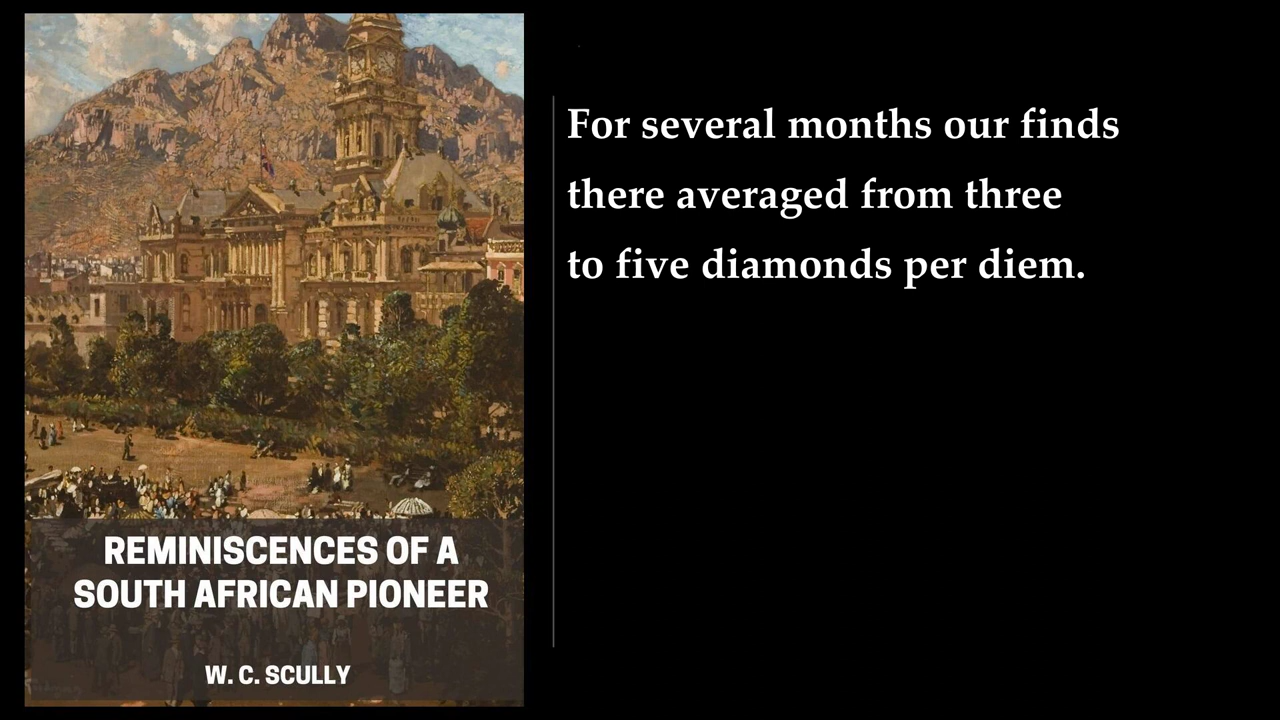 For several months our finds
there averaged from three
to five diamonds per diem.
REMINISCENCES OF A
SOUTH AFRICAN PIONEER
W. C. SCULLY